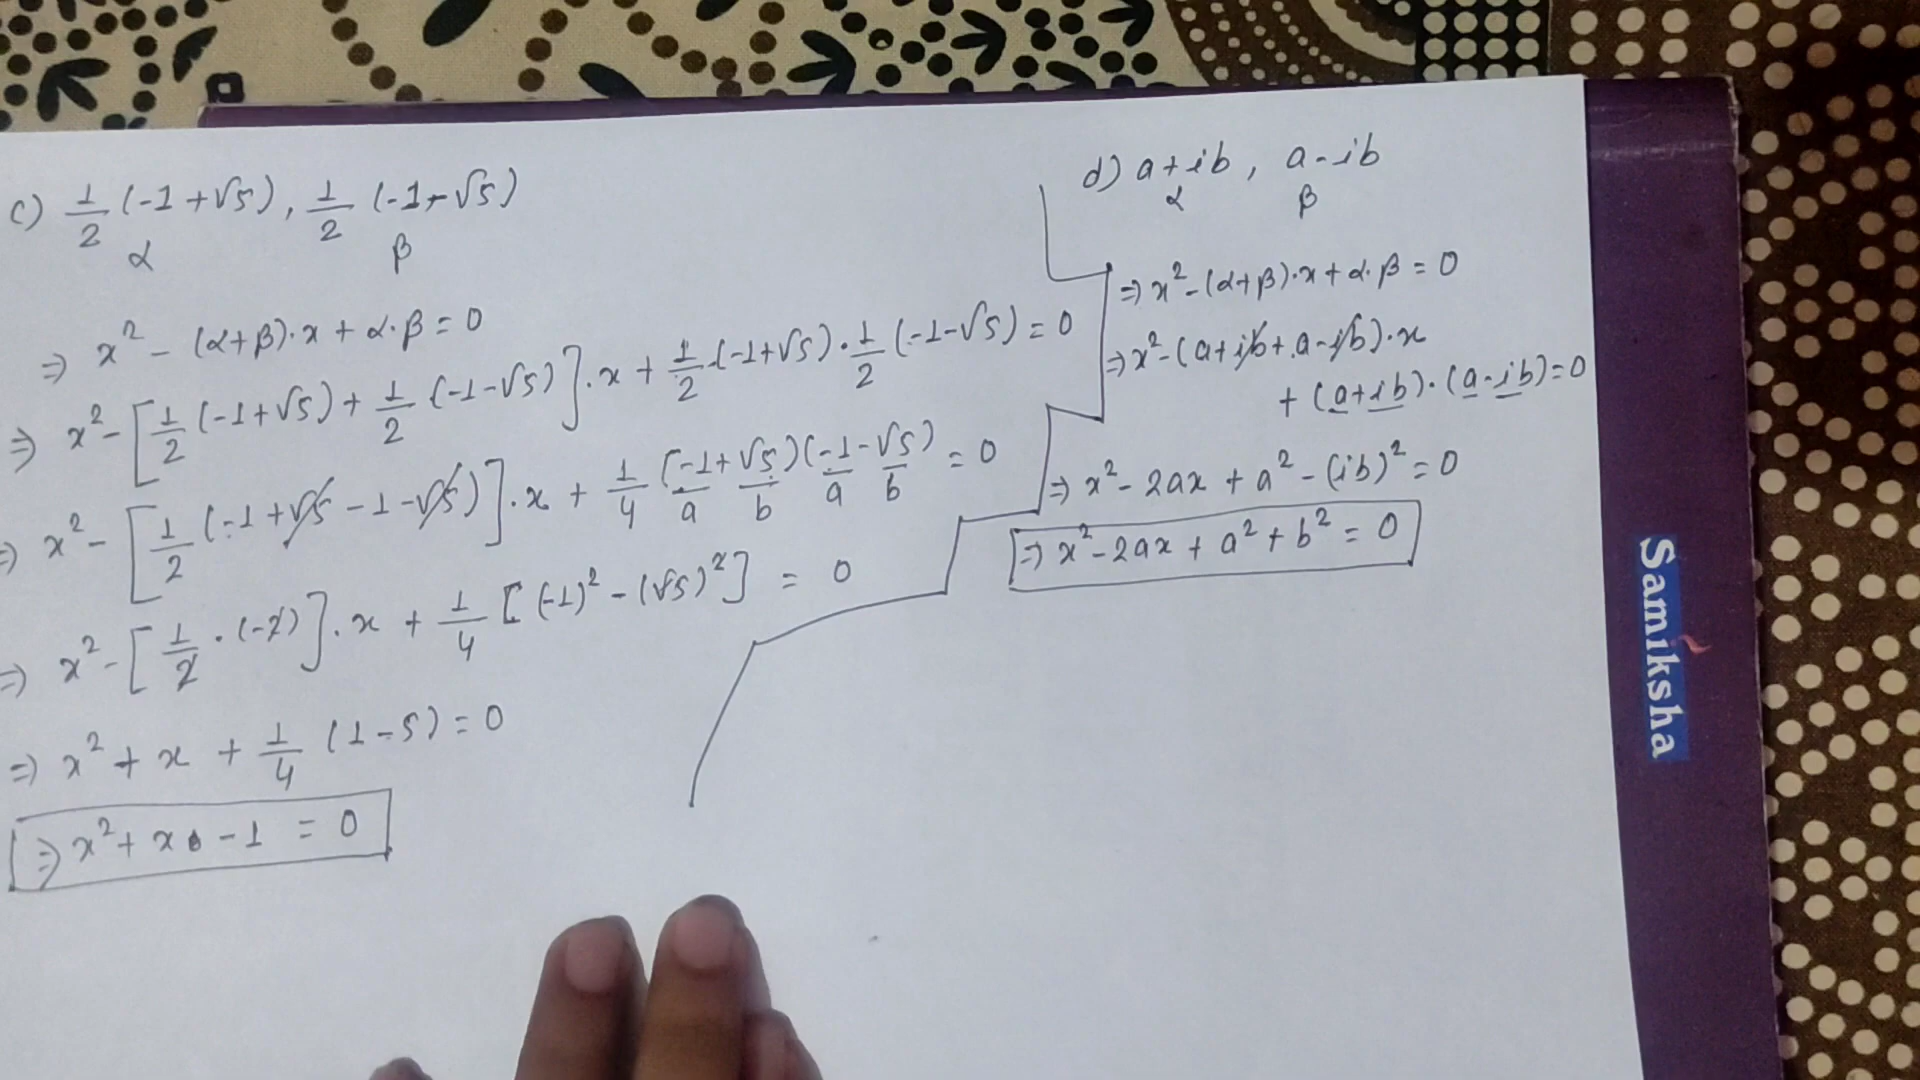 c) 1/2 (-1+√5), 1/2 (-1-√5)
α β
⇒ x² - (α+β)·x + α·β = 0
⇒ x² - [1/2 (-1+√5) + 1/2 (-1-√5)]·x + 1/2 (-1+√5)·1/2 (-1-√5) = 0
⇒ x² - [1/2 (-1+√5-1-√5)]·x + 1/4 (-1+√5)(-1-√5) = 0
a b a b
⇒ x² - [1/2·(-2)]·x + 1/4 [(-1)² - (√5)²] = 0
⇒ x² + x + 1/4 (1-5) = 0
⇒ x² + x - 1 = 0
d) a+ib, a-ib
α β
⇒ x² - (α+β)·x + α·β = 0
⇒ x² - (a+ib+a-ib)·x
+ (a+ib)·(a-ib) = 0
⇒ x² - 2ax + a² - (ib)² = 0
⇒ x² - 2ax + a² + b² = 0
Samiksha